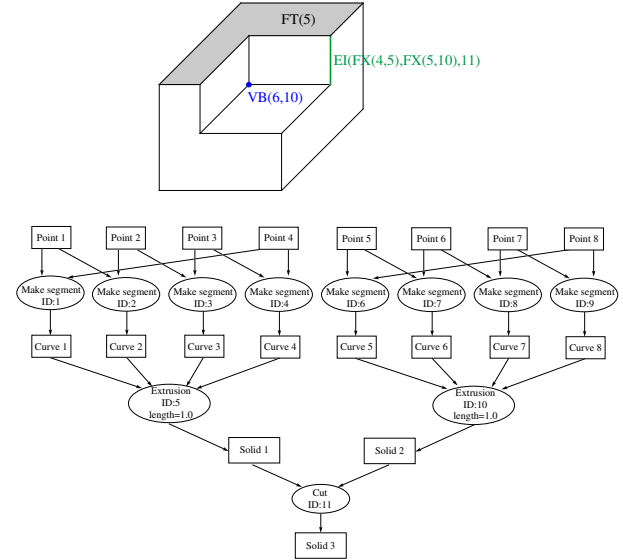 FT(5)
EI(FX(4,5),FX(5,10),11)
VB(6,10)
Point 1
Point 2
Point 3
Point 4
Point 5
Point 6
Point 7
Point 8
Make segment
ID:1
Make segment
ID:2
Make segment
ID:3
Make segment
ID:4
Make segment
ID:6
Make segment
ID:7
Make segment
ID:8
Make segment
ID:9
Curve 1
Curve 2
Curve 3
Curve 4
Curve 5
Curve 6
Curve 7
Curve 8
Extrusion
ID:5
length=1.0
Extrusion
ID:10
length=1.0
Solid 1
Solid 2
Cut
ID:11
Solid 3